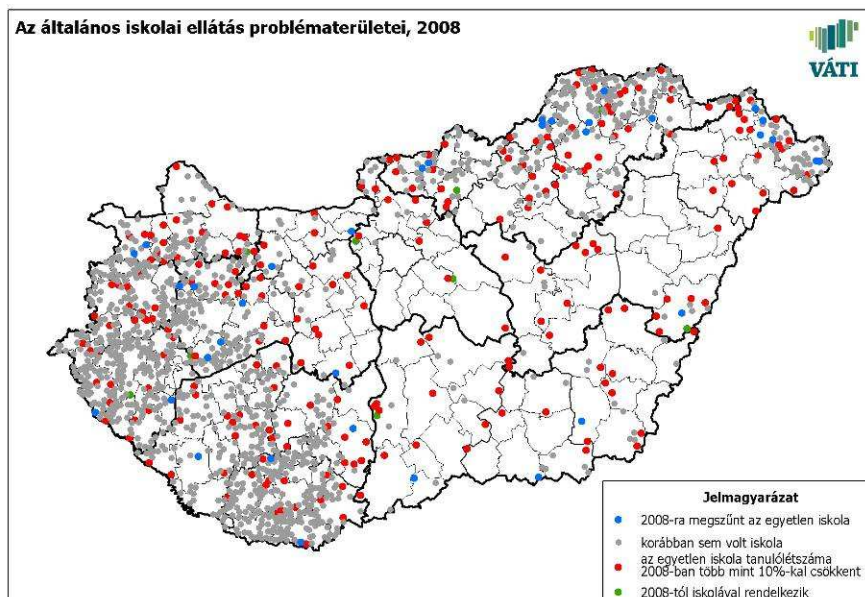 Az általános iskolai ellátás problématerületei, 2008
VÁTI
Jelmagyarázat
2008-ra megszűnt az egyetlen iskola
korábban sem volt iskola
az egyetlen iskola tanulólétszáma
2008-ban több mint 10%-kal csökkent
2008-tól iskolával rendelkezik